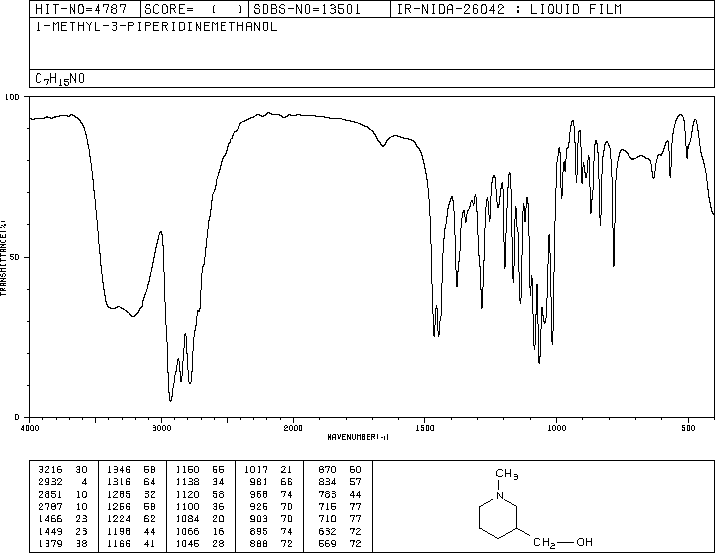 HIT-NO=4787 SCORE= ( ) SDBS-NO=13501 IR-NIDA-26042 : LIQUID FILM
1-METHYL-3-PIPERIDINEMETHANOL
C7H15NO
100
50
0
TRANSMITTANCE(%)
4000 3000 2000 1500 1000 500
WAVENUMBER(-1)
3216 30 1346 58 1150 55 1017 21 870 60
2932 4 1316 64 1138 34 981 66 834 57
2851 10 1285 32 1120 58 968 74 783 44
2787 10 1256 58 1100 36 925 70 715 77
1466 23 1224 62 1084 20 903 70 710 77
1449 23 1198 44 1066 16 895 74 632 72
1379 38 1166 41 1045 28 888 72 569 72
CH3
N
CH2—OH